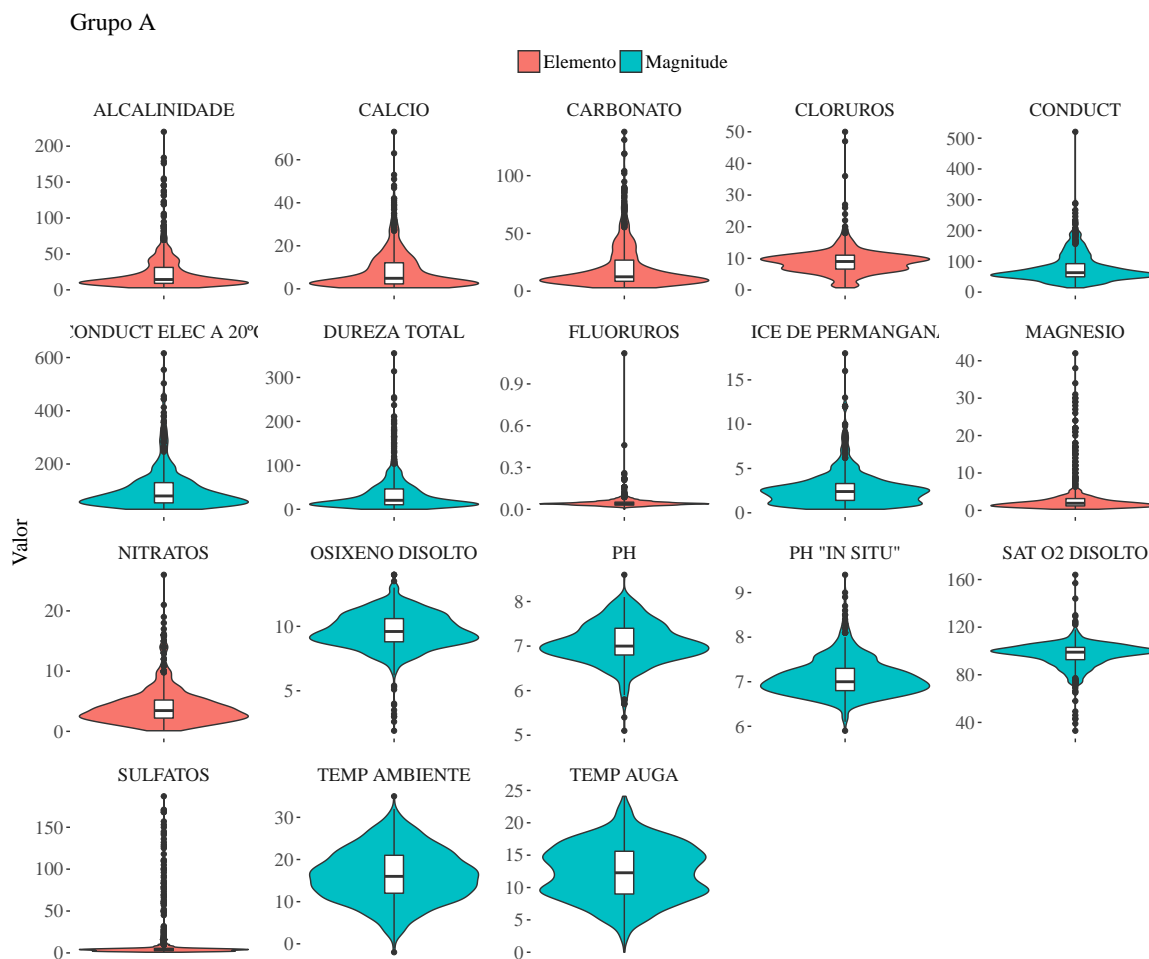 Grupo A
Elemento Magnitude
ALCALINIDADE CALCIO CARBONATO CLORUROS CONDUCT
200 150 100 50 0
60 40 20 0
100 50 0
50 40 30 20 10 0
500 400 300 200 100 0
CONDUCT ELEC A 20º DUREZA TOTAL FLUORUROS ICE DE PERMANGAN MAGNESIO
600 400 200
300 200 100 0
0.9 0.6 0.3 0.0
15 10 5 0
40 30 20 10 0
Valor
NITRATOS OSIXENO DISOLTO PH PH "IN SITU" SAT O2 DISOLTO
20 10 0
10 5
8 7 6 5
9 8 7 6
160 120 80 40
SULFATOS TEMP AMBIENTE TEMP AUGA
150 100 50 0
30 20 10 0
25 20 15 10 5 0